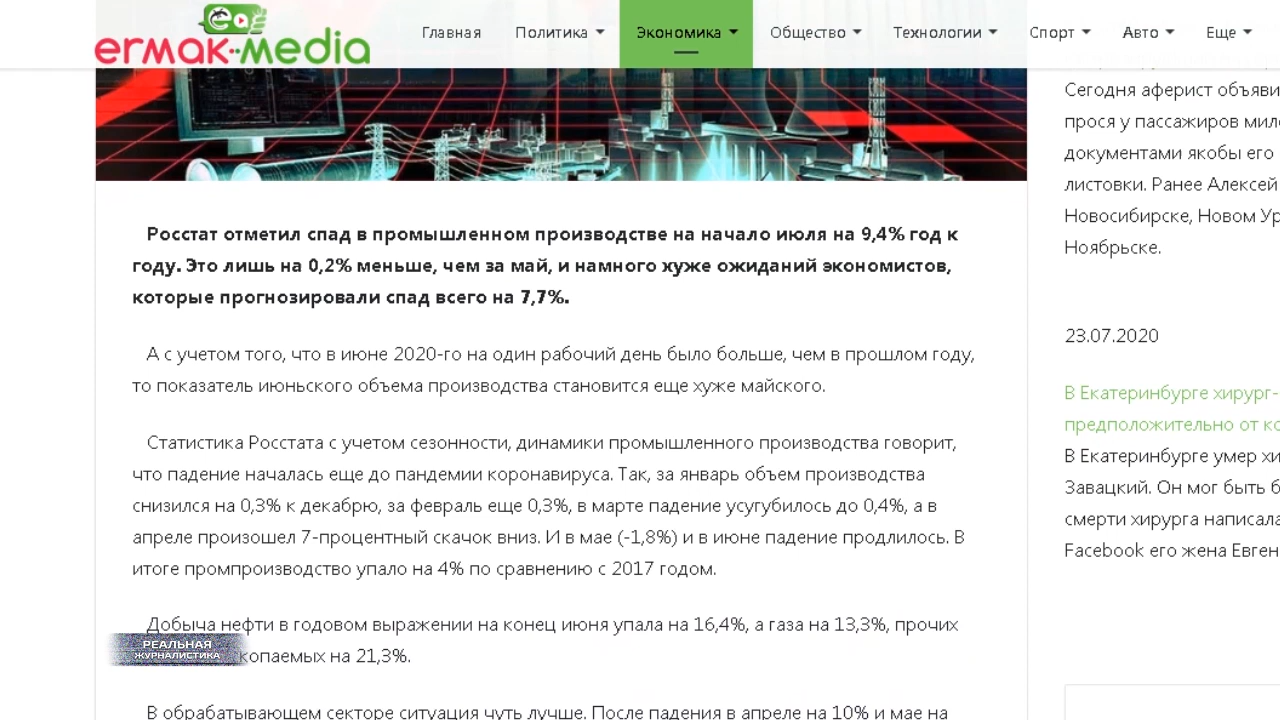 ermak-media
Главная
Политика
Экономика
Общество
Технологии
Спорт
Авто
Еще
Росстат отметил спад в промышленном производстве на начало июля на 9,4% год к
году. Это лишь на 0,2% меньше, чем за май, и намного хуже ожиданий экономистов,
которые прогнозировали спад всего на 7,7%.
А с учетом того, что в июне 2020-го на один рабочий день было больше, чем в прошлом году,
то показатель июньского объема производства становится еще хуже майского.
Статистика Росстата с учетом сезонности, динамики промышленного производства говорит,
что падение началась еще до пандемии коронавируса. Так, за январь объем производства
снизился на 0,3% к декабрю, за февраль еще 0,3%, в марте падение усугубилось до 0,4%, а в
апреле произошел 7-процентный скачок вниз. И в мае (-1,8%) и в июне падение продлилось. В
итоге промпроизводство упало на 4% по сравнению с 2017 годом.
Добыча нефти в годовом выражении на конец июня упала на 16,4%, а газа на 13,3%, прочих
копаемых на 21,3%.
В обрабатывающем секторе ситуация чуть лучше. После падения в апреле на 10% и мае на
РЕАЛЬНАЯ
ЖУРНАЛИСТИКА
Сегодня аферист объяви
прося у пассажиров мил
документами якобы его
листовки. Ранее Алексей
Новосибирске, Новом Ур
Ноябрьске.
23.07.2020
В Екатеринбурге хирург-
предположительно от ко
В Екатеринбурге умер хи
Завацкий. Он мог быть б
смерти хирурга написала
Facebook его жена Евген